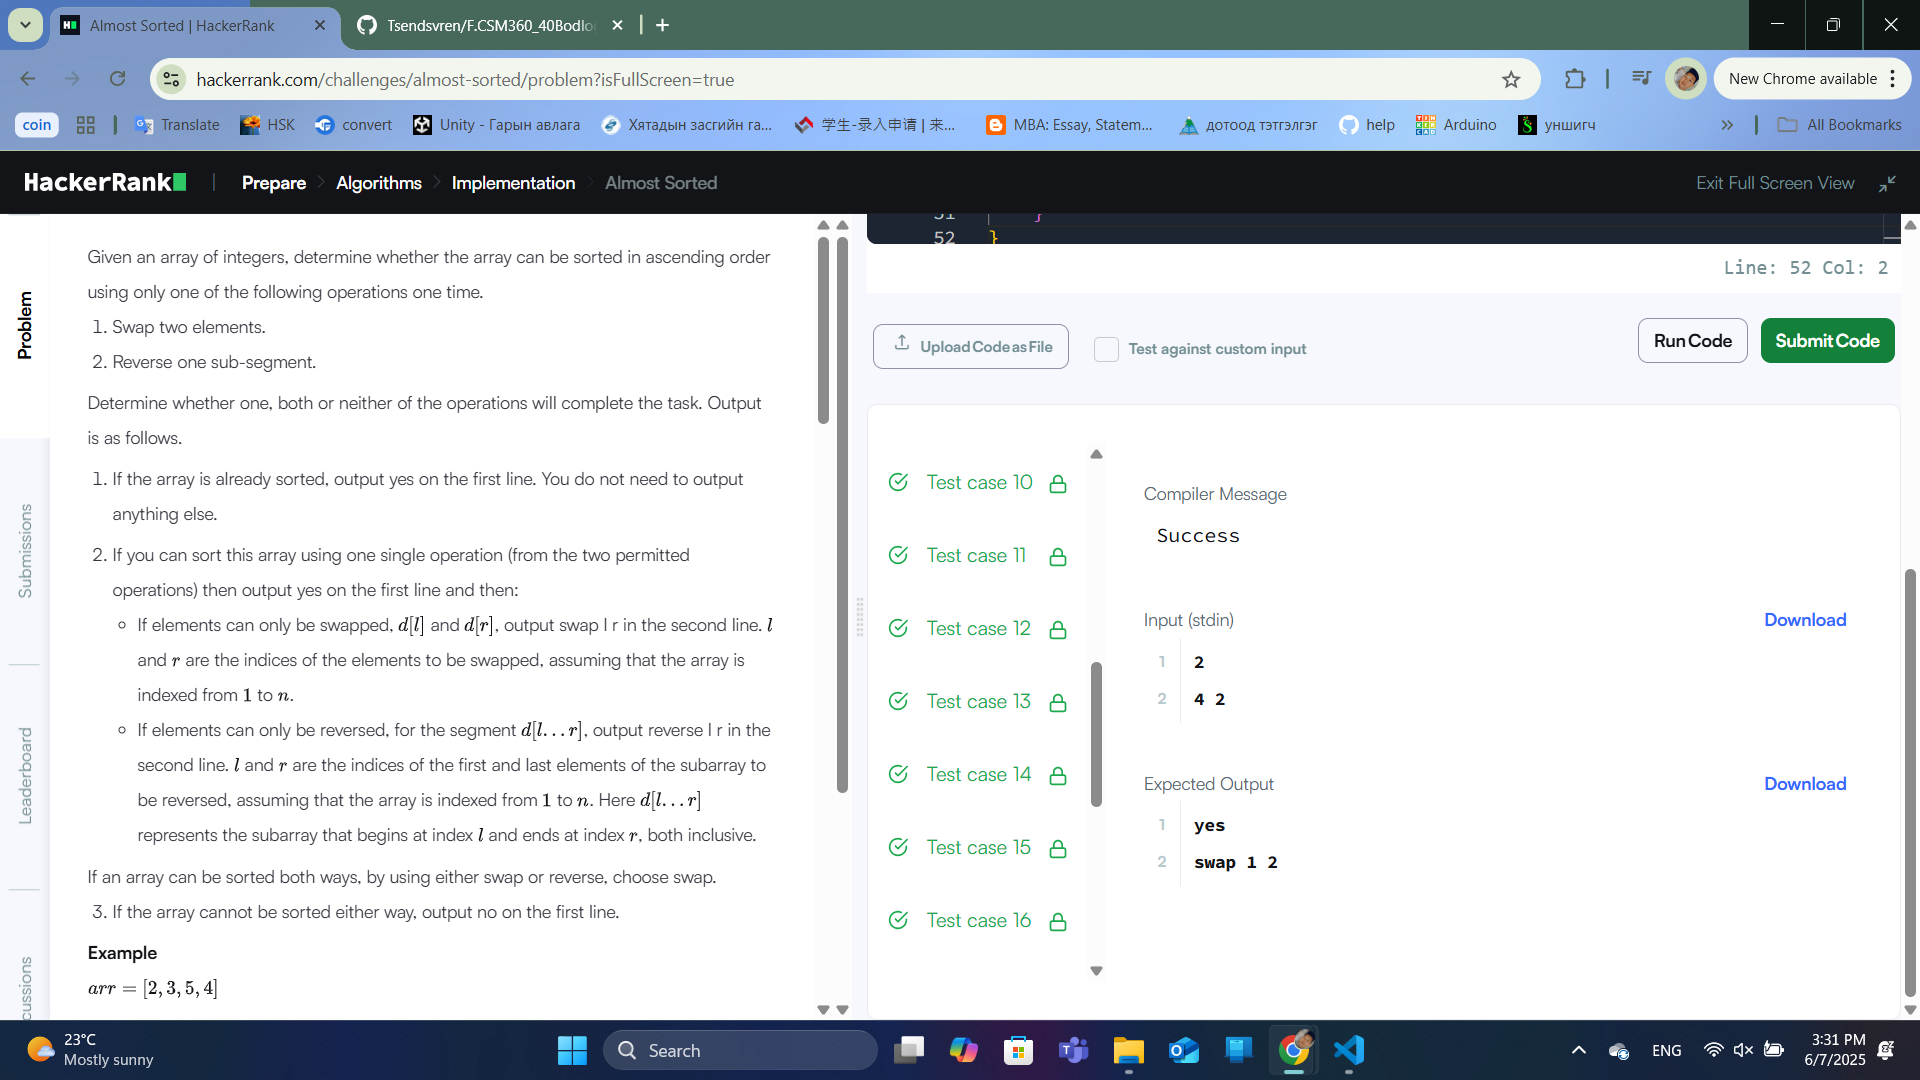 Almost Sorted | HackerRank
Tsendsvren/F.CSM360_40Bodlo
hackerrank.com/challenges/almost-sorted/problem?isFullScreen=true
New Chrome available
coin
Translate
HSK
convert
Unity - Гарын авлага
Хятадын засгийн га...
学生-录入申请 | 来...
MBA: Essay, Statem...
дотоод тэтгэлгэг
help
Arduino
уншигч
All Bookmarks
HackerRank
Prepare
Algorithms
Implementation
Almost Sorted
Exit Full Screen View
Problem
Submissions
Leaderboard
Given an array of integers, determine whether the array can be sorted in ascending order
using only one of the following operations one time.
1. Swap two elements.
2. Reverse one sub-segment.
Determine whether one, both or neither of the operations will complete the task. Output
is as follows.
1. If the array is already sorted, output yes on the first line. You do not need to output
anything else.
2. If you can sort this array using one single operation (from the two permitted
operations) then output yes on the first line and then:
If elements can only be swapped, d[l] and d[r], output swap l r in the second line. l
and r are the indices of the elements to be swapped, assuming that the array is
indexed from 1 to n.
If elements can only be reversed, for the segment d[l...r], output reverse l r in the
second line. l and r are the indices of the first and last elements of the subarray to
be reversed, assuming that the array is indexed from 1 to n. Here d[l...r]
represents the subarray that begins at index l and ends at index r, both inclusive.
If an array can be sorted both ways, by using either swap or reverse, choose swap.
3. If the array cannot be sorted either way, output no on the first line.
Example
arr = [2, 3, 5, 4]
51 }
52 }
Line: 52 Col: 2
Upload Code as File
Test against custom input
Run Code
Submit Code
Test case 10
Test case 11
Test case 12
Test case 13
Test case 14
Test case 15
Test case 16
Compiler Message
Success
Input (stdin)
Download
1 2
2 4 2
Expected Output
Download
1 yes
2 swap 1 2
23°C
Mostly sunny
Search
ENG
3:31 PM
6/7/2025